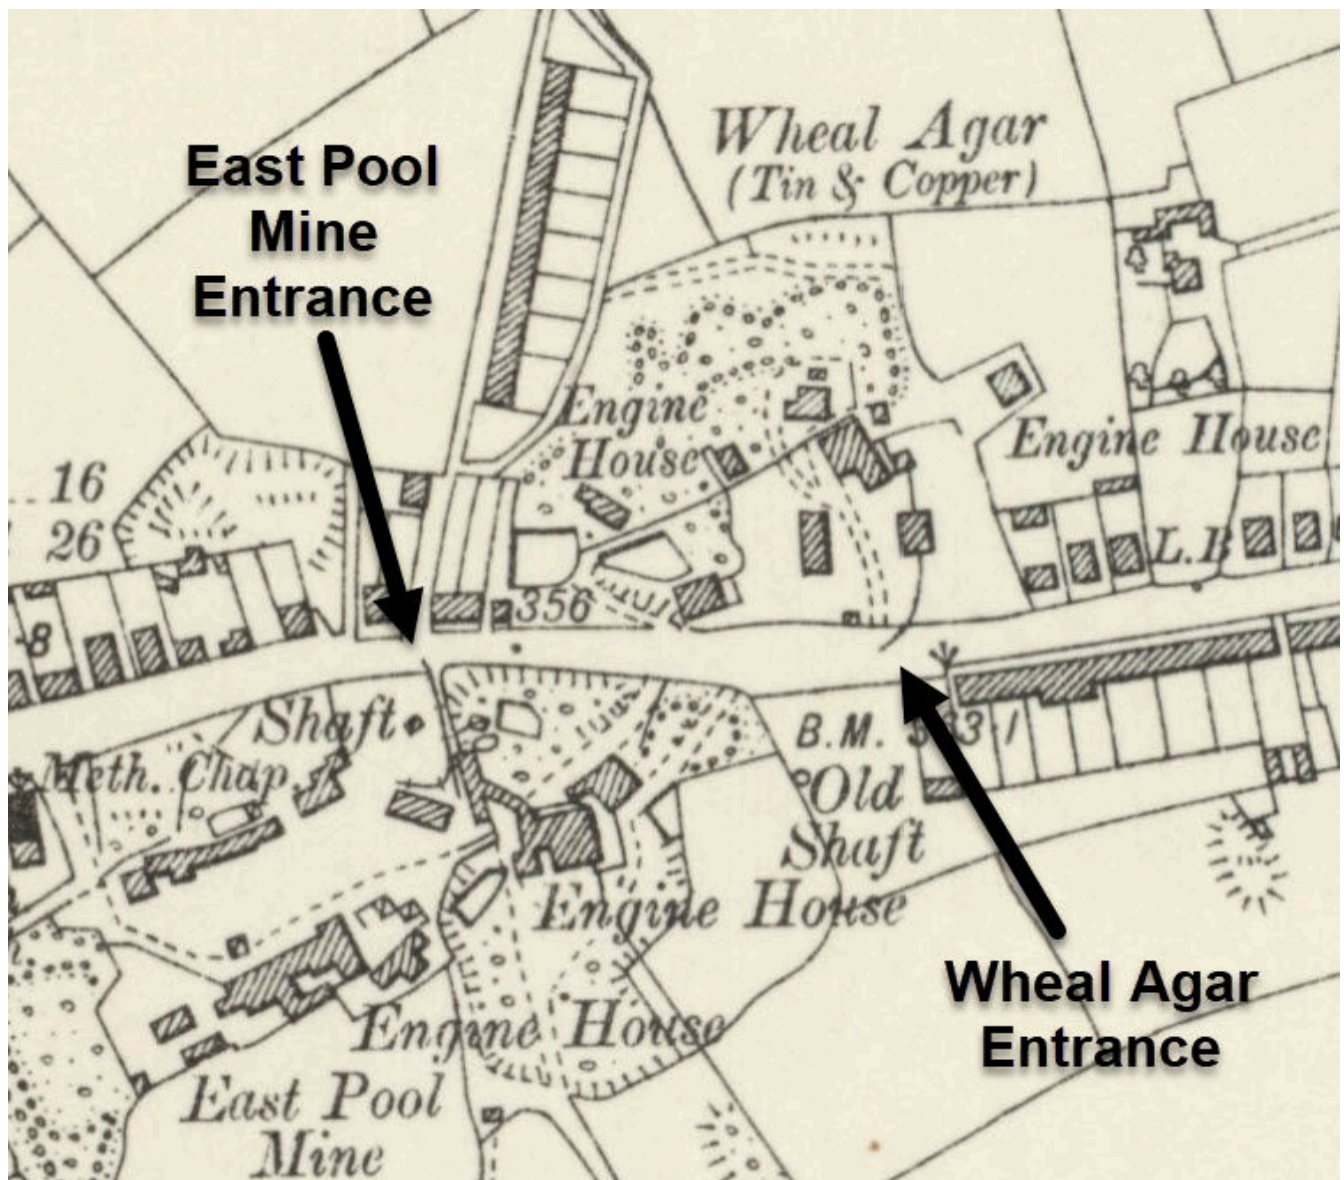 East Pool
Mine
Entrance
Wheal Agar
(Tin & Copper)
Engine
House
Engine House
16
26
L.B
8
356
Shaft
Meth. Chap.
B.M.
Old
Shaft
Engine House
Engine House
East Pool
Mine
Wheal Agar
Entrance